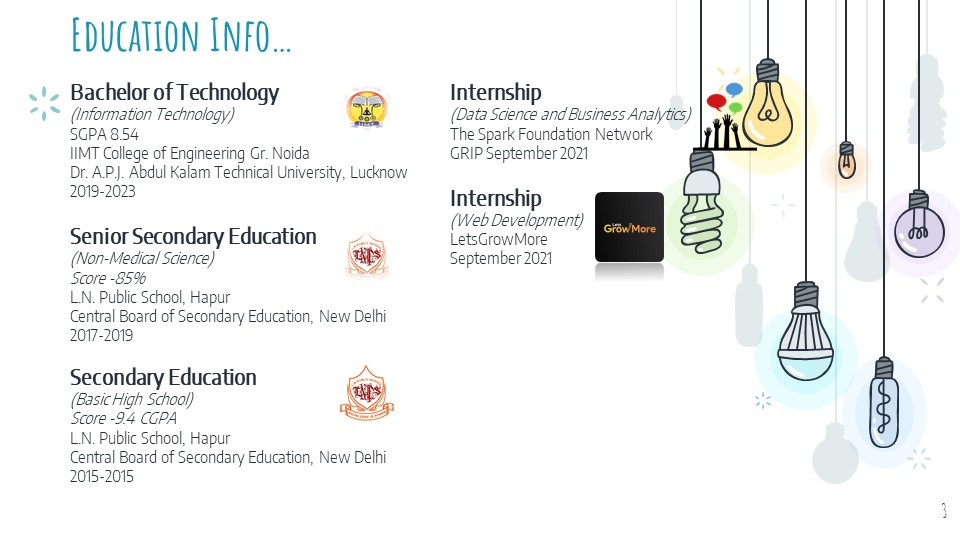 Education Info...
Bachelor of Technology
(Information Technology)
SGPA 8.54
IIMT College of Engineering Gr. Noida
Dr. A.P.J. Abdul Kalam Technical University, Lucknow
2019-2023
Senior Secondary Education
(Non-Medical Science)
Score -85%
L.N. Public School, Hapur
Central Board of Secondary Education, New Delhi
2017-2019
Secondary Education
(Basic High School)
Score -9.4 CGPA
L.N. Public School, Hapur
Central Board of Secondary Education, New Delhi
2015-2015
Internship
(Data Science and Business Analytics)
The Spark Foundation Network
GRIP September 2021
Internship
(Web Development)
LetsGrowMore
September 2021
Lets
GrowMore
3